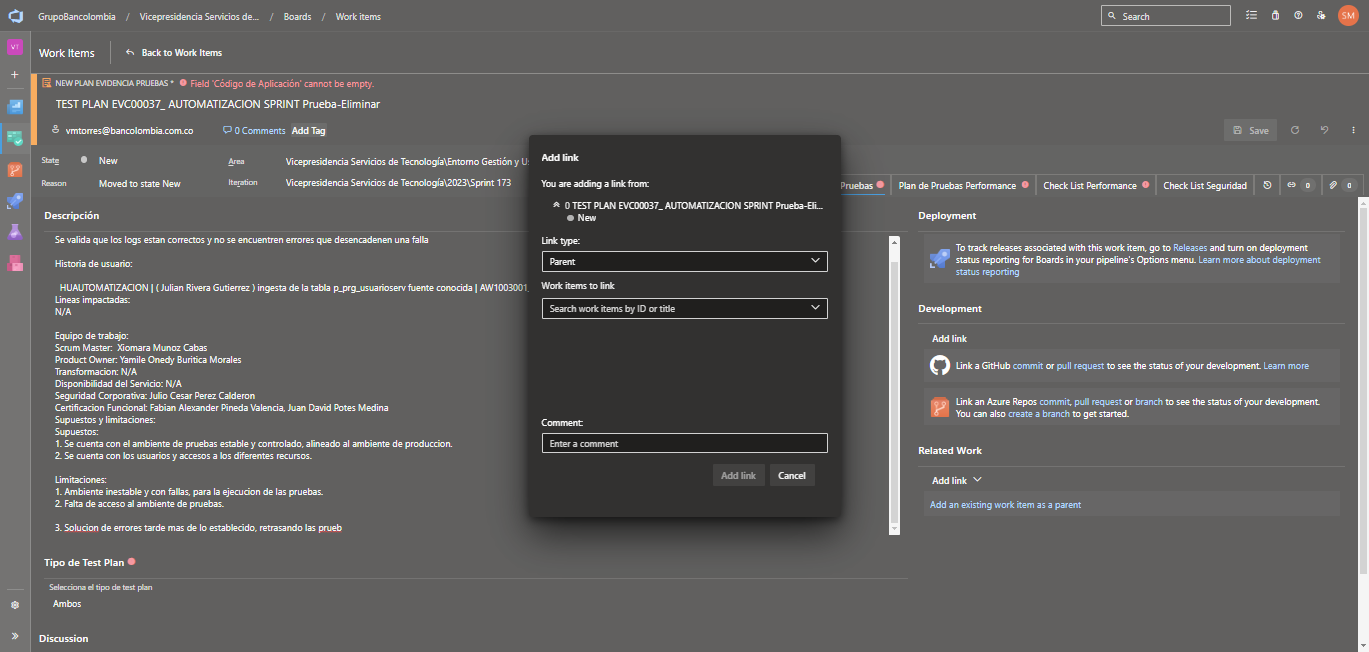 GrupoBancolombia / Vicepresidencia Servicios de... / Boards / Work items
Search
SM
VT
Work Items
Back to Work Items
NEW PLAN EVIDENCIA PRUEBAS * Field 'Código de Aplicación' cannot be empty.
TEST PLAN EVC00037_ AUTOMATIZACION SPRINT Prueba-Eliminar
vmtorres@bancolombia.com.co
0 Comments
Add Tag
Save
State
New
Area
Vicepresidencia Servicios de Tecnología\Entorno Gestión y Us
Reason
Moved to state New
Iteration
Vicepresidencia Servicios de Tecnología\2023\Sprint 173
Pruebas
Plan de Pruebas Performance
Check List Performance
Check List Seguridad
0
0
Descripción
Se valida que los logs estan correctos y no se encuentren errores que desencadenen una falla
Historia de usuario:
HUAUTOMATIZACION | ( Julian Rivera Gutierrez ) ingesta de la tabla p_prg_usuarioserv fuente conocida | AW1003001_
Lineas impactadas:
N/A
Equipo de trabajo:
Scrum Master: Xiomara Munoz Cabas
Product Owner: Yamile Onedy Buritica Morales
Transformacion: N/A
Disponibilidad del Servicio: N/A
Seguridad Corporativa: Julio Cesar Perez Calderon
Certificacion Funcional: Fabian Alexander Pineda Valencia, Juan David Potes Medina
Supuestos y limitaciones:
Supuestos:
1. Se cuenta con el ambiente de pruebas estable y controlado, alineado al ambiente de produccion.
2. Se cuenta con los usuarios y accesos a los diferentes recursos.
Limitaciones:
1. Ambiente inestable y con fallas, para la ejecucion de las pruebas.
2. Falta de acceso al ambiente de pruebas.
3. Solucion de errores tarde mas de lo establecido, retrasando las prueb
Tipo de Test Plan
Selecciona el tipo de test plan
Ambos
Discussion
Add link
You are adding a link from:
0 TEST PLAN EVC00037_ AUTOMATIZACION SPRINT Prueba-Eli...
New
Link type:
Parent
Work items to link
Search work items by ID or title
Comment:
Enter a comment
Add link
Cancel
Deployment
To track releases associated with this work item, go to Releases and turn on deployment
status reporting for Boards in your pipeline's Options menu. Learn more about deployment
status reporting
Development
Add link
Link a GitHub commit or pull request to see the status of your development. Learn more
Link an Azure Repos commit, pull request or branch to see the status of your development.
You can also create a branch to get started.
Related Work
Add link
Add an existing work item as a parent